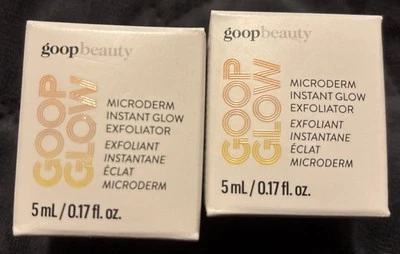 goopbeauty
GOOP
GLOW
MICRODERM
INSTANT GLOW
EXFOLIATOR
EXFOLIANT
INSTANTANE
ÉCLAT
MICRODERM
5 mL / 0.17 fl. oz.
goopbeauty
GOOP
GLOW
MICRODERM
INSTANT GLOW
EXFOLIATOR
EXFOLIANT
INSTANTANE
ÉCLAT
MICRODERM
5 mL / 0.17 fl. oz.